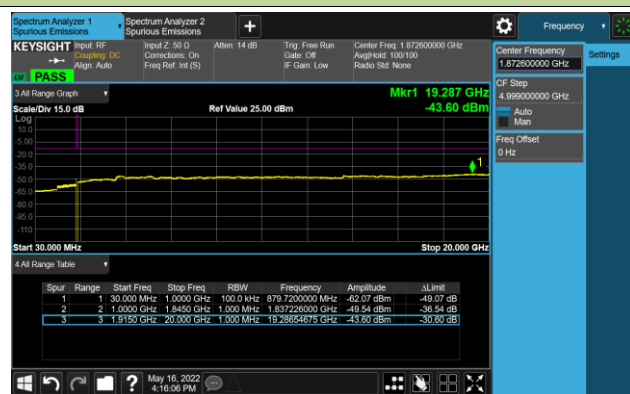 Spectrum Analyzer 1
Spurious Emissions
Spectrum Analyzer 2
Spurious Emissions
+
Frequency
KEYSIGHT
Input: RF
Coupling: DC
Align: Auto
Input Z: 50 Ω
Corrections: On
Freq Ref: Int (S)
Atten: 14 dB
Trig: Free Run
Gate: Off
IF Gain: Low
Center Freq: 1.872600000 GHz
Avg|Hold: 100/100
Radio Std: None
PASS
Center Frequency
1.872600000 GHz
Settings
CF Step
4.999000000 GHz
Auto
Man
Freq Offset
0 Hz
3 All Range Graph
Mkr1 19.287 GHz
-43.60 dBm
Scale/Div 15.0 dB
Ref Value 25.00 dBm
Log
10.0
-5.00
-20.0
-35.0
-50.0
-65.0
-80.0
-95.0
-110
1
Start 30.000 MHz
Stop 20.000 GHz
4 All Range Table
Spur Range Start Freq Stop Freq RBW Frequency Amplitude ΔLimit
1 1 30.000 MHz 1.0000 GHz 100.0 kHz 879.7200000 MHz -62.07 dBm -49.07 dB
2 2 1.0000 GHz 1.8450 GHz 1.000 MHz 1.837226000 GHz -49.54 dBm -36.54 dB
3 3 1.9150 GHz 20.000 GHz 1.000 MHz 19.28654675 GHz -43.60 dBm -30.60 dB
?
May 16, 2022
4:16:06 PM